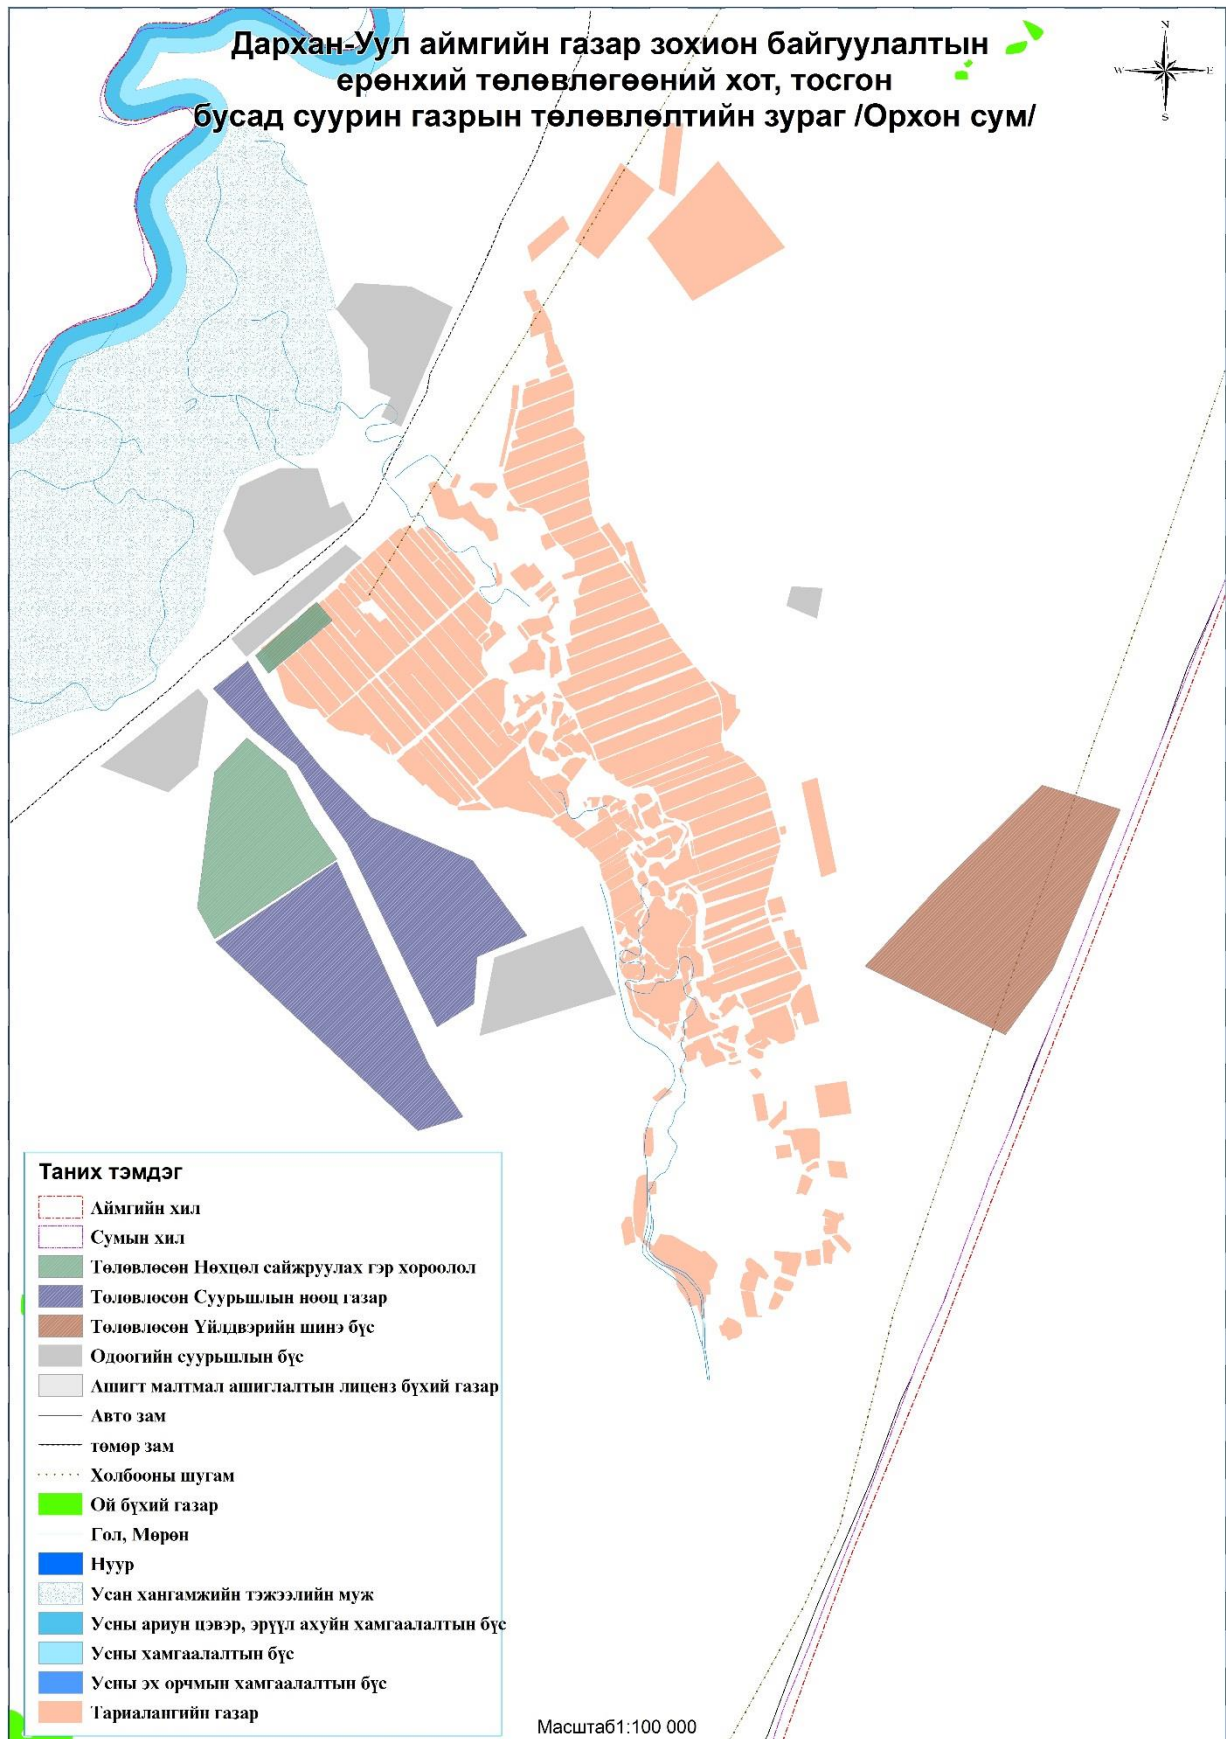 Дархан-Уул аймгийн газар зохион байгуулалтын
ерөнхий төлөвлөгөөний хот, тосгон
бусад суурин газрын төлөвлөлтийн зураг /Орхон сум/
N
W E
S
Таних тэмдэг
Аймгийн хил
Сумын хил
Төлөвлөсөн Нөхцөл сайжруулах гэр хороолол
Төлөвлөсөн Суурьшлын нөөц газар
Төлөвлөсөн Үйлдвэрийн шинэ бүс
Одоогийн суурьшлын бүс
Ашигт малтмал ашиглалтын лиценз бүхий газар
Авто зам
төмөр зам
Холбооны шугам
Ой бүхий газар
Гол, Мөрөн
Нуур
Усан хангамжийн тэжээлийн муж
Усны ариун цэвэр, эрүүл ахуйн хамгаалалтын бүс
Усны хамгаалалтын бүс
Усны эх орчмын хамгаалалтын бүс
Тариалангийн газар
Масштаб1:100 000